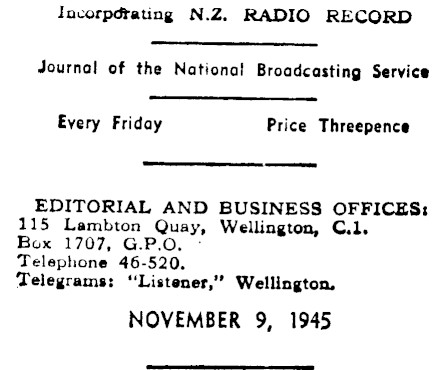 Incorporating N.Z. RADIO RECORD
Journal of the National Broadcasting Service
Every Friday Price Threepence
EDITORIAL AND BUSINESS OFFICES:
115 Lambton Quay, Wellington, C.1.
Box 1707, G.P.O.
Telephone 46-520.
Telegrams: "Listener," Wellington.
NOVEMBER 9, 1945